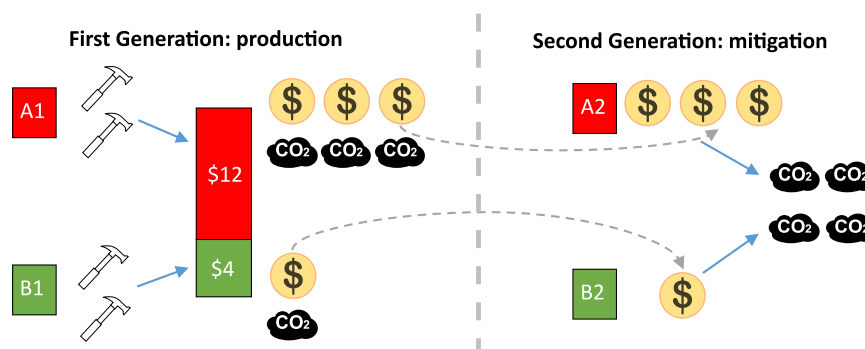 First Generation: production
Second Generation: mitigation
A1
$ $ $
CO₂ CO₂ CO₂
$12
$4
B1
$
CO₂
A2
$ $ $
CO₂ CO₂
CO₂ CO₂
B2
$